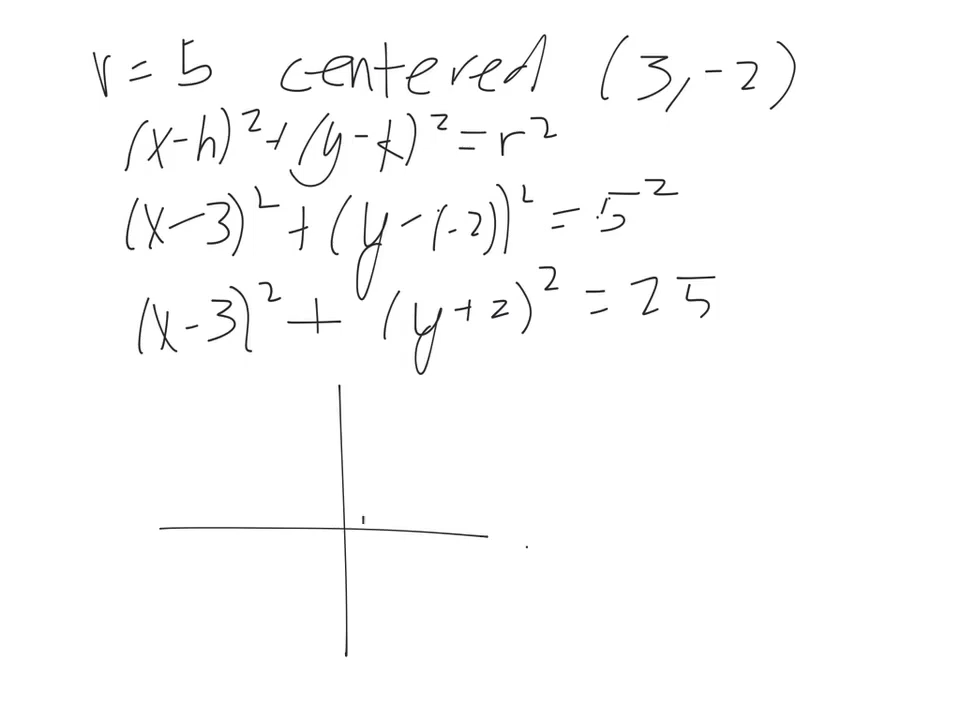 r = 5 centered (3, -2)
(x-h)² + (y-k)² = r²
(x-3)² + (y-(-2))² = 5²
(x-3)² + (y+2)² = 25